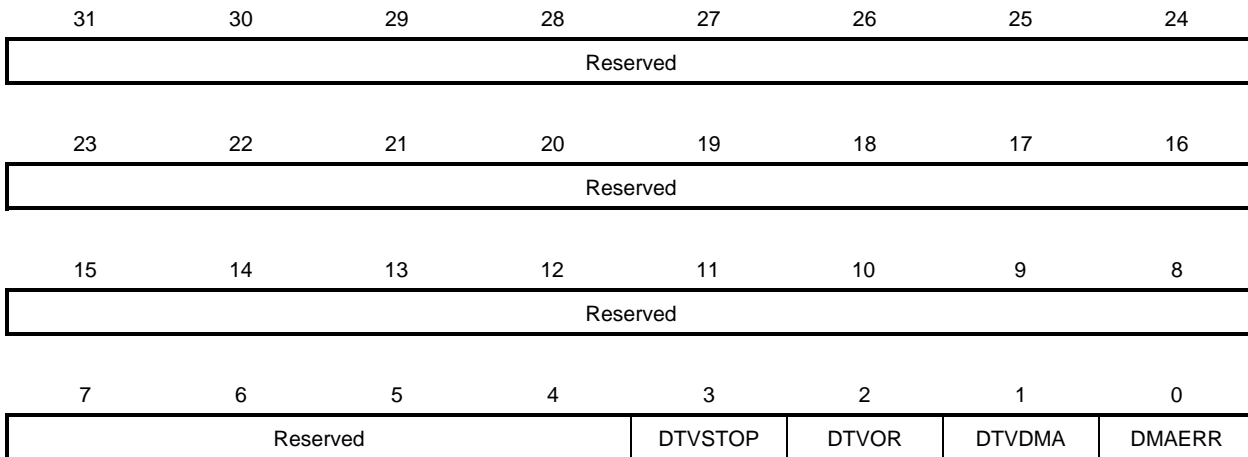 31 30 29 28 27 26 25 24
Reserved
23 22 21 20 19 18 17 16
Reserved
15 14 13 12 11 10 9 8
Reserved
7 6 5 4 3 2 1 0
Reserved DTVSTOP DTVOR DTVDMA DMAERR